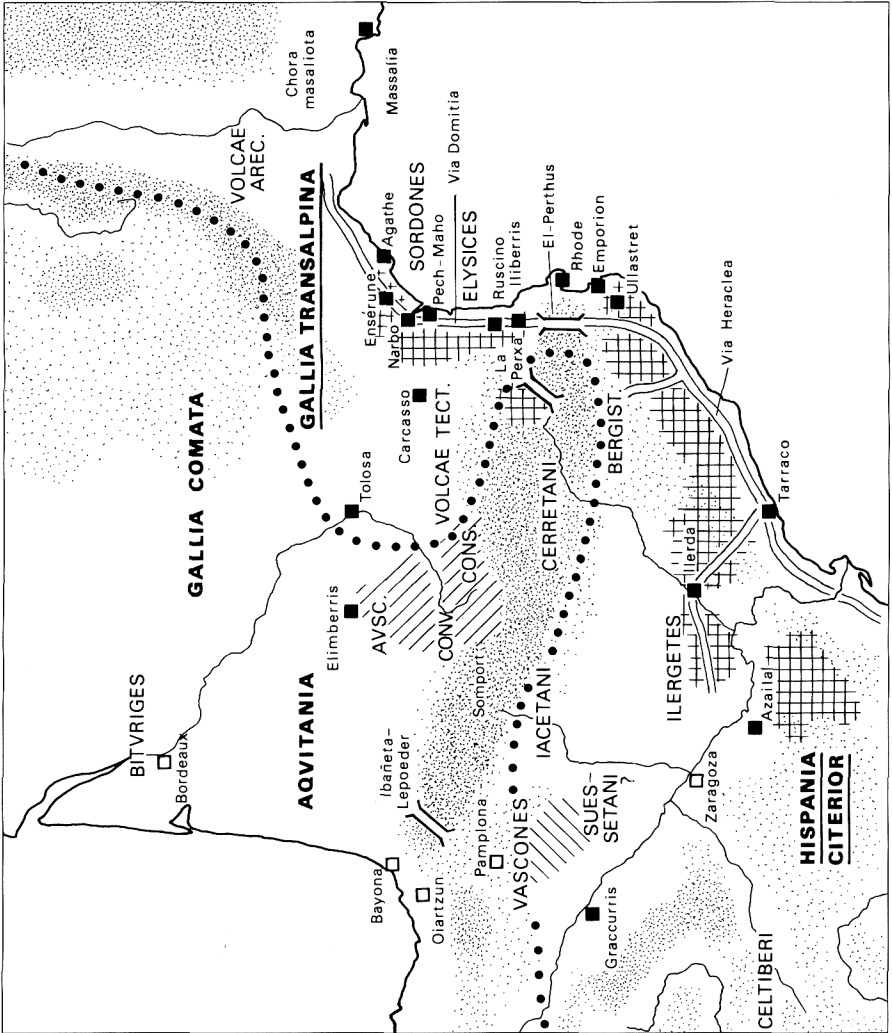 Chora
masaliota
Massalia
VOLCAE
AREC.
GALLIA TRANSALPINA
GALLIA COMATA
Agathe
Ensérune
Narbo
SORDONES
Pech-Maho
Via Domitia
ELYSICES
Ruscino
Iliberris
El-Perthus
Rhode
Emporion
Ullastret
La
Perxa
Carcasso
VOLCAE TECT.
Tolosa
CONS.
CERRETANI
BERGIST.
Via Heraclea
Tarraco
Ilerda
ILERGETES
Elimberris
AVSC.
CONV.
BITVRIGES
Bordeaux
AQVITANIA
Ibañeta–
Lepoeder
Somport
IACETANI
Bayona
Oiartzun
Pamplona
VASCONES
SUES–
SETANI
?
Zaragoza
Azaila
Graccurris
HISPANIA
CITERIOR
CELTIBERI